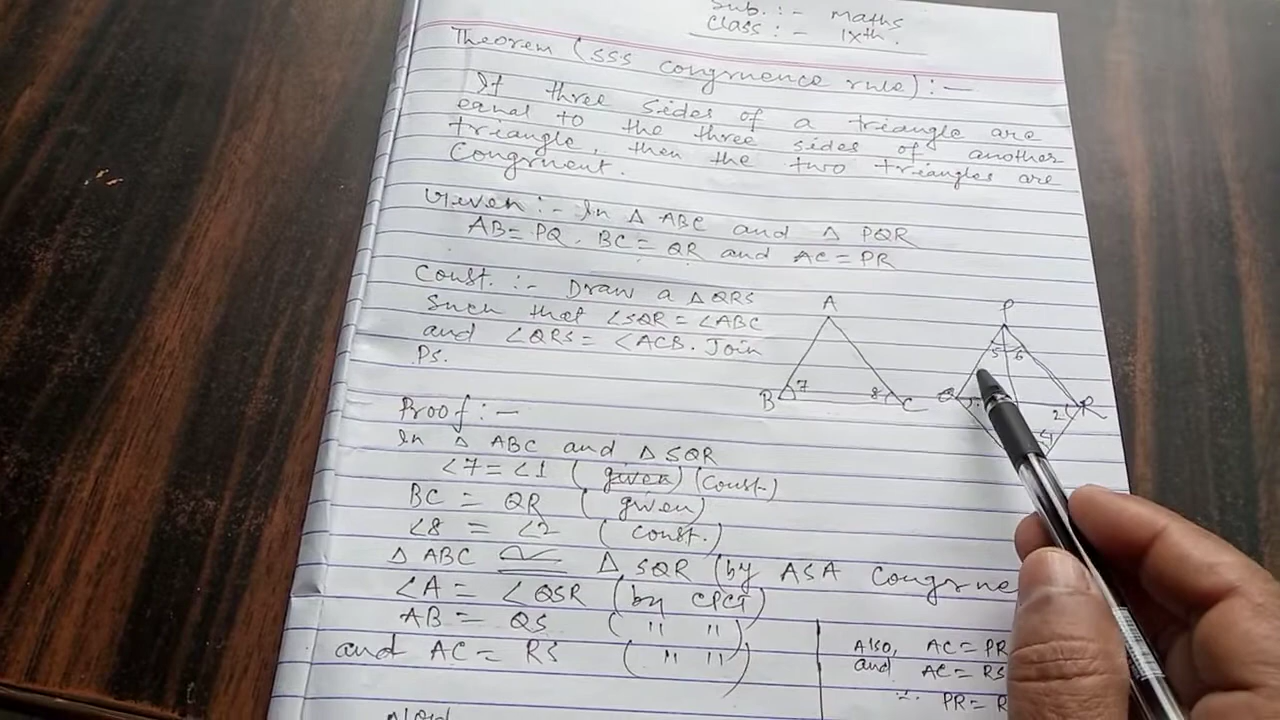 Sub. :- Maths
Class :- IXth.
Theorem (SSS congruence rule) :-
If three sides of a triangle are
equal to the three sides of another
triangle, then the two triangles are
Congruent.
Given :- In Δ ABC and Δ PQR
AB = PQ, BC = QR and AC = PR
Const. :- Draw a Δ QRS
Such that ∠SQR = ∠ABC
and ∠QRS = ∠ACB. Join
PS.
A
B 7 8 C
P
5 6
Q
2 R
Proof :-
In Δ ABC and Δ SQR
∠7 = ∠1 (given) (Const.)
BC = QR (given)
∠8 = ∠2 (Const.)
Δ ABC ≅ Δ SQR (by ASA Congrue
∠A = ∠QSR (by CPCT)
AB = QS ( " " )
and AC = RS ( " " )
Also, AC = PR
and AC = RS
∴ PR = R